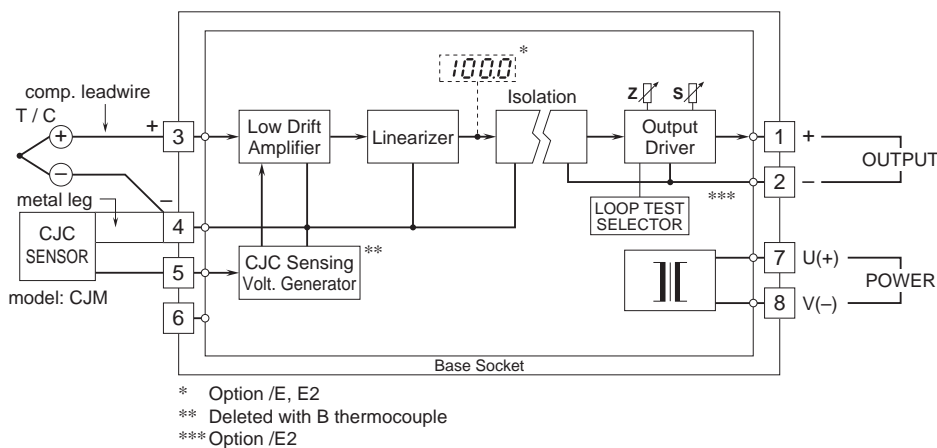 *
100.0
comp. leadwire
T / C
+
−
Isolation
Z S
+
3
Low Drift
Amplifier
Linearizer
Output
Driver
1
+
OUTPUT
***
2
−
metal leg
−
4
LOOP TEST
SELECTOR
CJC
SENSOR
5
CJC Sensing
Volt. Generator
**
7
U(+)
POWER
8
V(−)
model: CJM
6
Base Socket
* Option /E, E2
** Deleted with B thermocouple
*** Option /E2